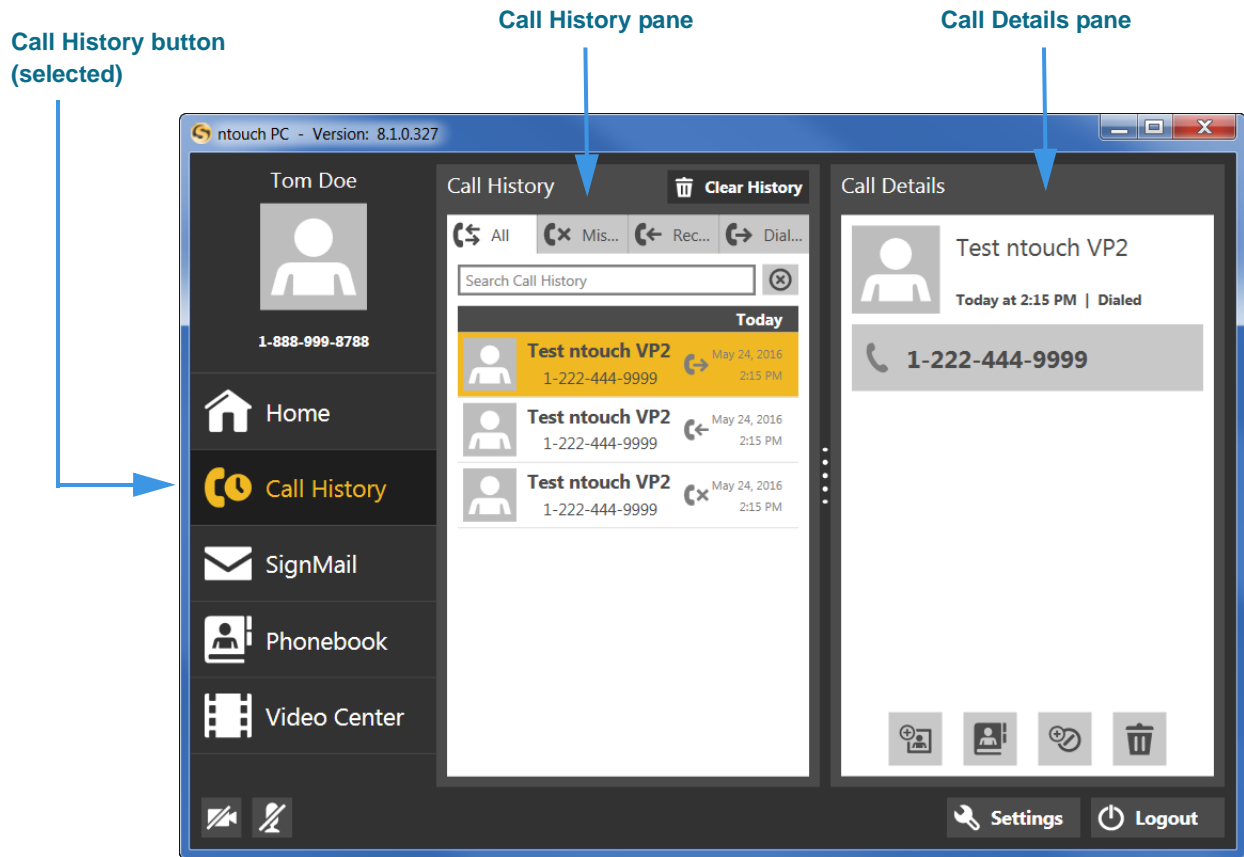 Call History pane
Call Details pane
Call History button
(selected)
ntouch PC - Version: 8.1.0.327
Tom Doe
1-888-999-8788
Home
Call History
SignMail
Phonebook
Video Center
Call History
Clear History
All
Mis...
Rec...
Dial...
Search Call History
Today
Test ntouch VP2
May 24, 2016
1-222-444-9999
2:15 PM
Test ntouch VP2
May 24, 2016
1-222-444-9999
2:15 PM
Test ntouch VP2
May 24, 2016
1-222-444-9999
2:15 PM
Call Details
Test ntouch VP2
Today at 2:15 PM | Dialed
1-222-444-9999
Settings
Logout